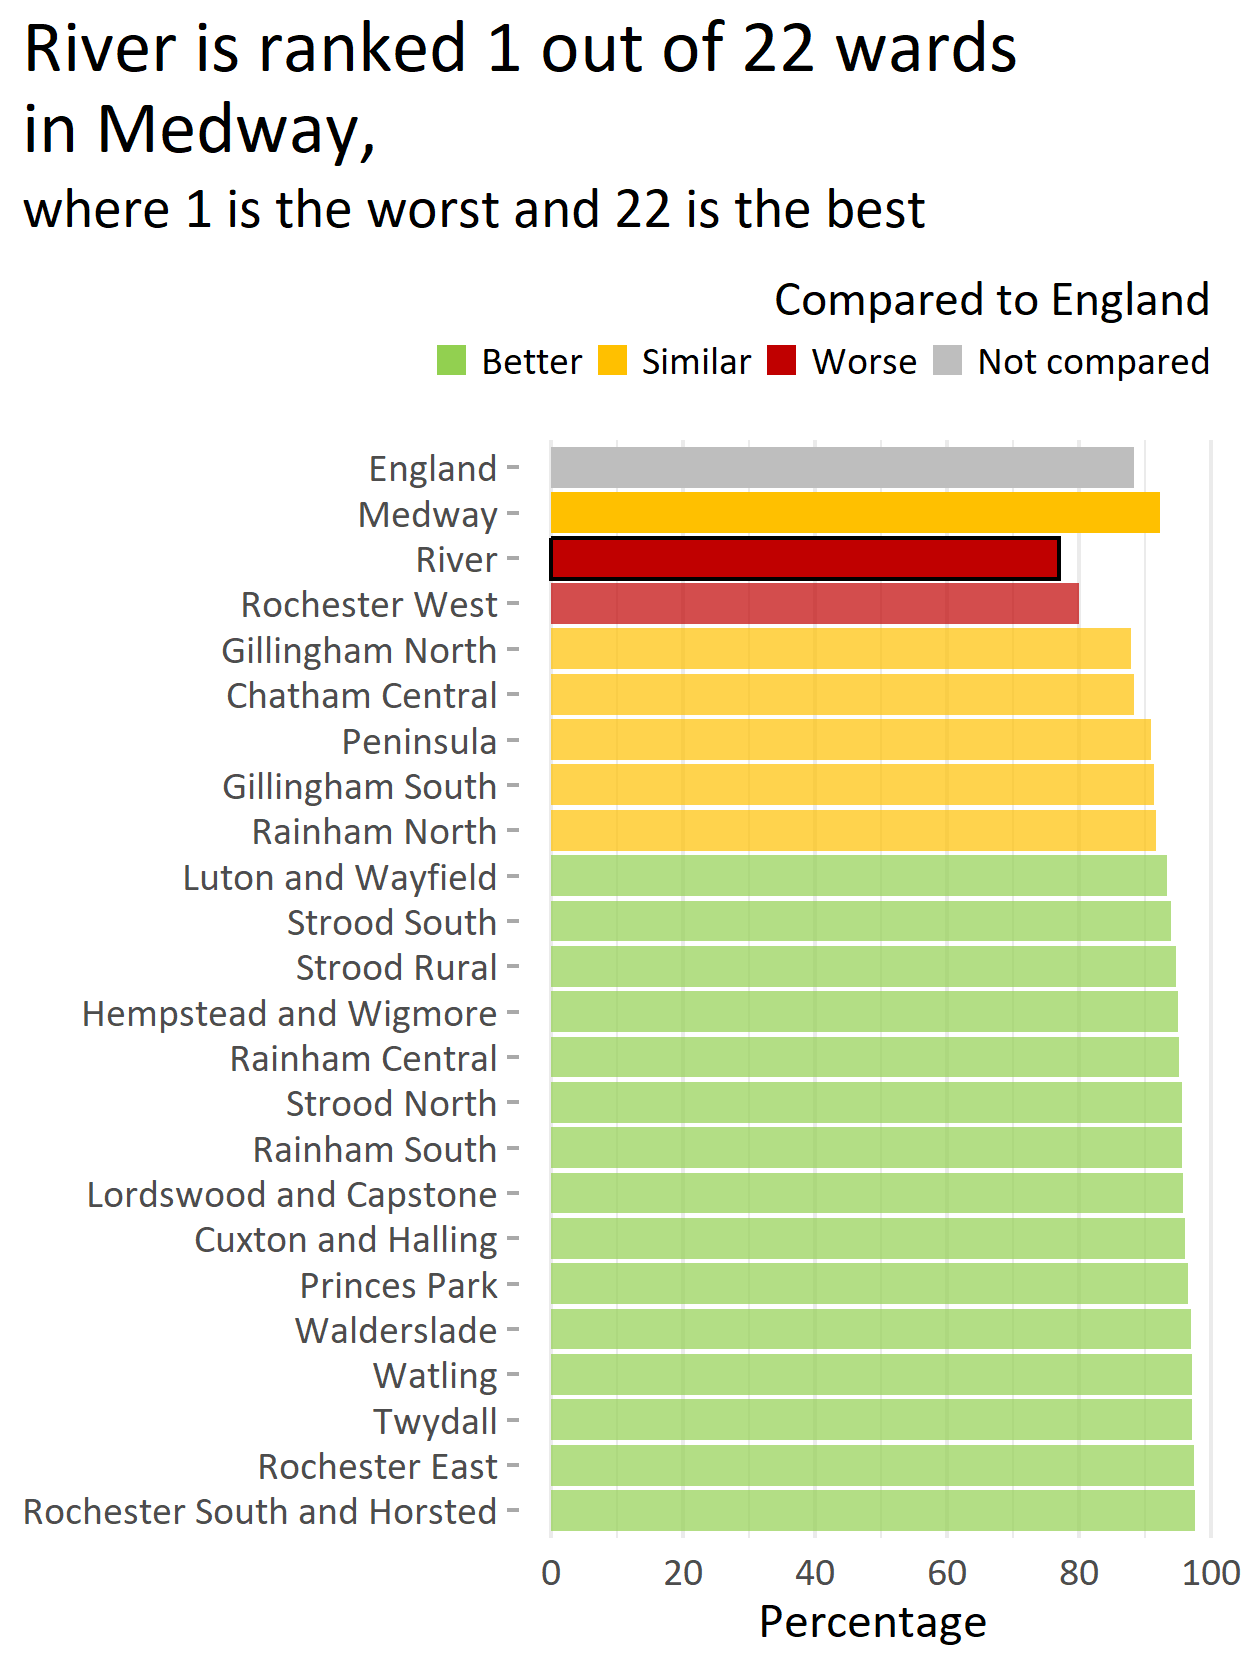 River is ranked 1 out of 22 wards
in Medway,
where 1 is the worst and 22 is the best
Compared to England
Better Similar Worse Not compared
England
Medway
River
Rochester West
Gillingham North
Chatham Central
Peninsula
Gillingham South
Rainham North
Luton and Wayfield
Strood South
Strood Rural
Hempstead and Wigmore
Rainham Central
Strood North
Rainham South
Lordswood and Capstone
Cuxton and Halling
Princes Park
Walderslade
Watling
Twydall
Rochester East
Rochester South and Horsted
0 20 40 60 80 100
Percentage